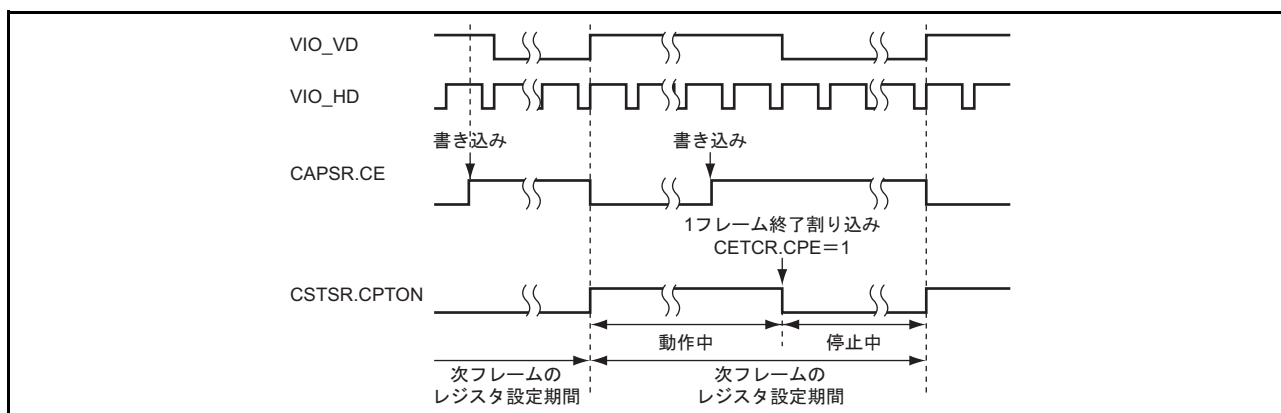 VIO_VD
VIO_HD
書き込み 書き込み
CAPSR.CE
1フレーム終了割り込み
CETCR.CPE＝1
CSTSR.CPTON
動作中 停止中
次フレームの 次フレームの
レジスタ設定期間 レジスタ設定期間